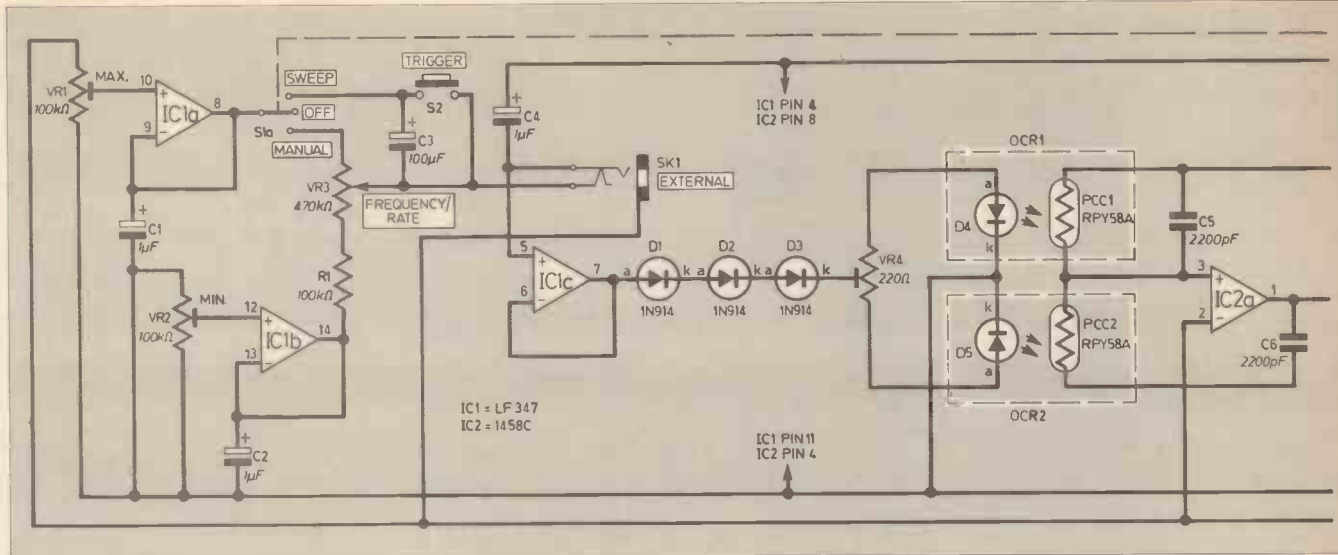 VR1
100kΩ
MAX.
10
9
+
−
IC1a
8
SWEEP
OFF
S1a
MANUAL
TRIGGER
S2
+
C3
100μF
VR3
470kΩ
FREQUENCY/
RATE
R1
100kΩ
+
C1
1μF
VR2
100kΩ
MIN.
12
13
+
−
IC1b
14
+
C2
1μF
+
C4
1μF
SK1
EXTERNAL
5
6
+
−
IC1c
7
a
D1
k
1N914
a
D2
k
1N914
a
D3
k
1N914
VR4
220Ω
IC1 PIN 4
IC2 PIN 8
OCR1
a
D4
k
PCC1
RPY58A
C5
2200pF
k
D5
a
PCC2
RPY58A
OCR2
3
2
+
−
IC2a
1
C6
2200pF
IC1 = LF 347
IC2 = 1458C
IC1 PIN 11
IC2 PIN 4